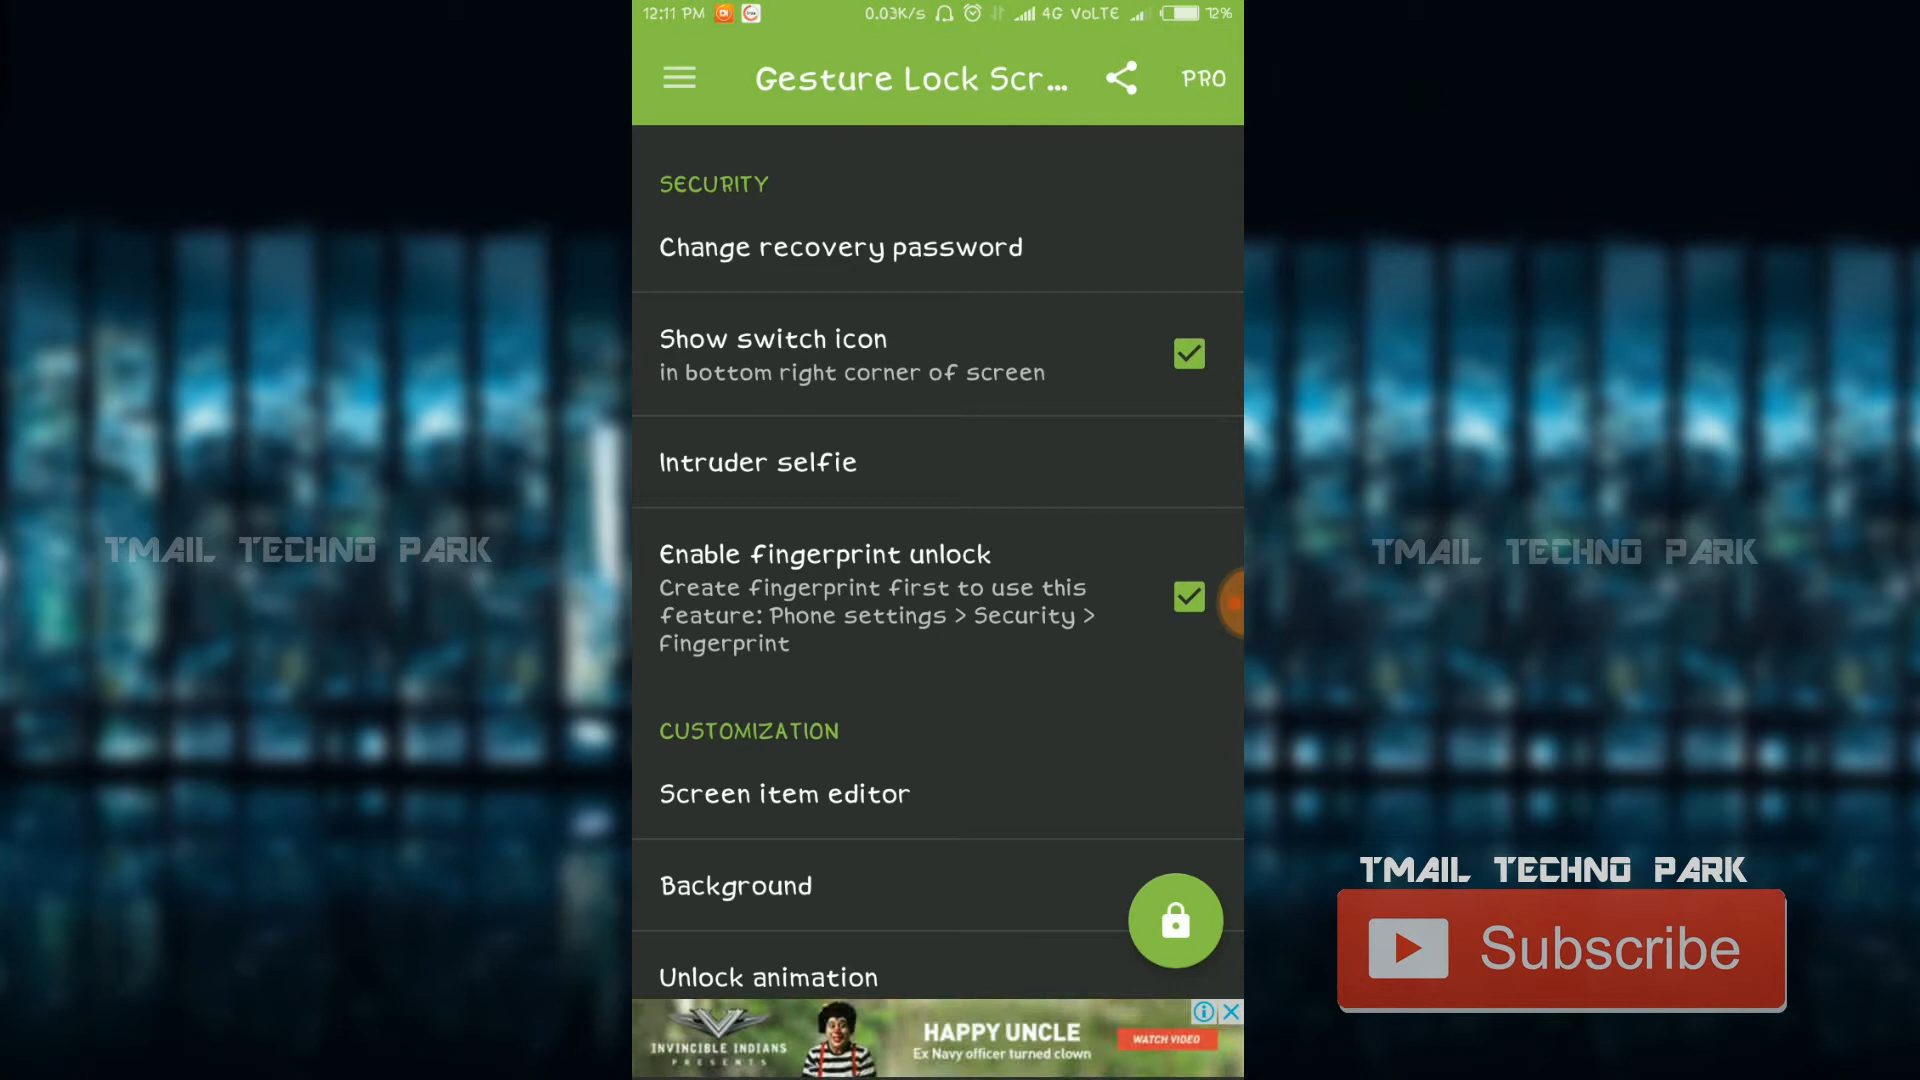 12:11 PM 0.03K/s 4G VoLTE 72%
Gesture Lock Scr... PRO
SECURITY
Change recovery password
Show switch icon
in bottom right corner of screen
Intruder selfie
Enable fingerprint unlock
Create fingerprint first to use this
feature: Phone settings > Security >
Fingerprint
CUSTOMIZATION
Screen item editor
Background
Unlock animation
INVINCIBLE INDIANS
PRESENTS
HAPPY UNCLE
Ex Navy officer turned clown
WATCH VIDEO
TMAIL TECHNO PARK
TMAIL TECHNO PARK
TMAIL TECHNO PARK
Subscribe